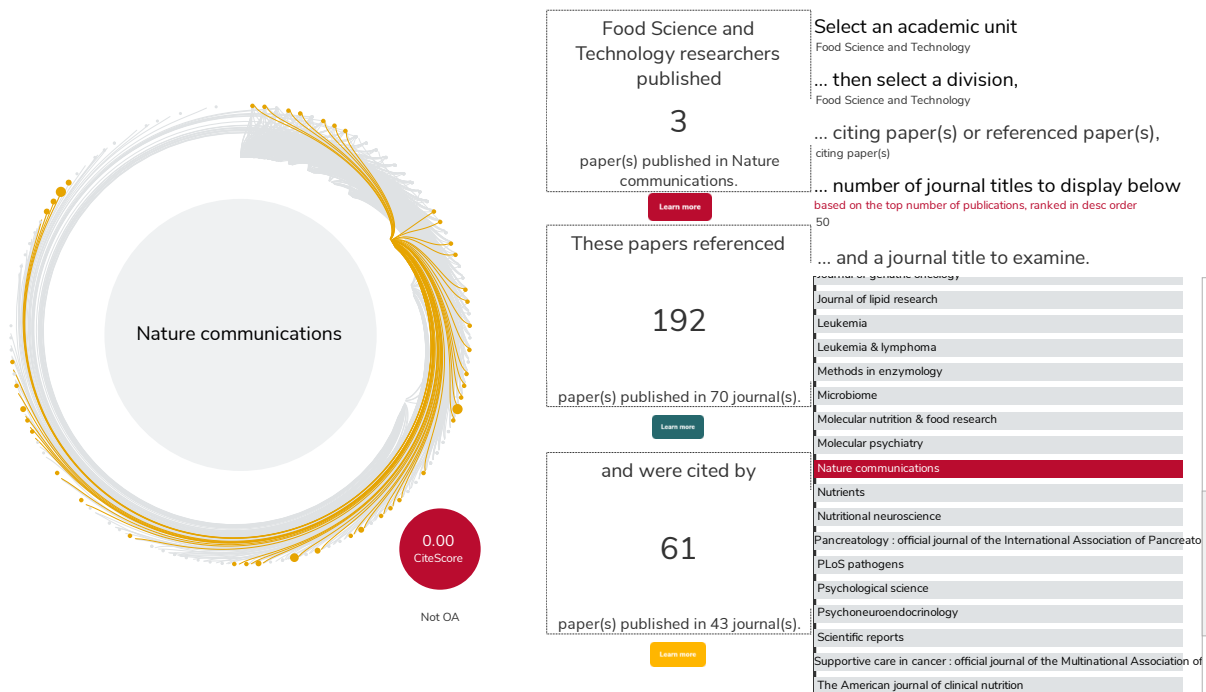 Nature communications
0.00
CiteScore
Not OA
Food Science and
Technology researchers
published
3
paper(s) published in Nature
communications.
Learn more
These papers referenced
192
paper(s) published in 70 journal(s).
Learn more
and were cited by
61
paper(s) published in 43 journal(s).
Learn more
Select an academic unit
Food Science and Technology
... then select a division,
Food Science and Technology
... citing paper(s) or referenced paper(s),
citing paper(s)
... number of journal titles to display below
based on the top number of publications, ranked in desc order
50
... and a journal title to examine.
Journal of geriatric oncology
Journal of lipid research
Leukemia
Leukemia & lymphoma
Methods in enzymology
Microbiome
Molecular nutrition & food research
Molecular psychiatry
Nature communications
Nutrients
Nutritional neuroscience
Pancreatology : official journal of the International Association of Pancreato
PLoS pathogens
Psychological science
Psychoneuroendocrinology
Scientific reports
Supportive care in cancer : official journal of the Multinational Association of
The American journal of clinical nutrition